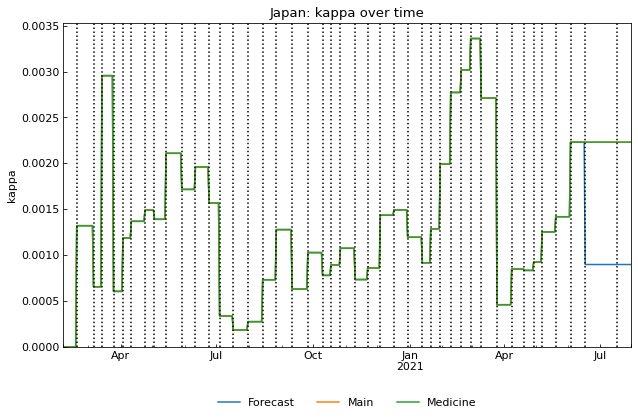 Japan: kappa over time
kappa
0.0035
0.0030
0.0025
0.0020
0.0015
0.0010
0.0005
0.0000
Apr Jul Oct Jan Apr Jul
2021
Forecast Main Medicine